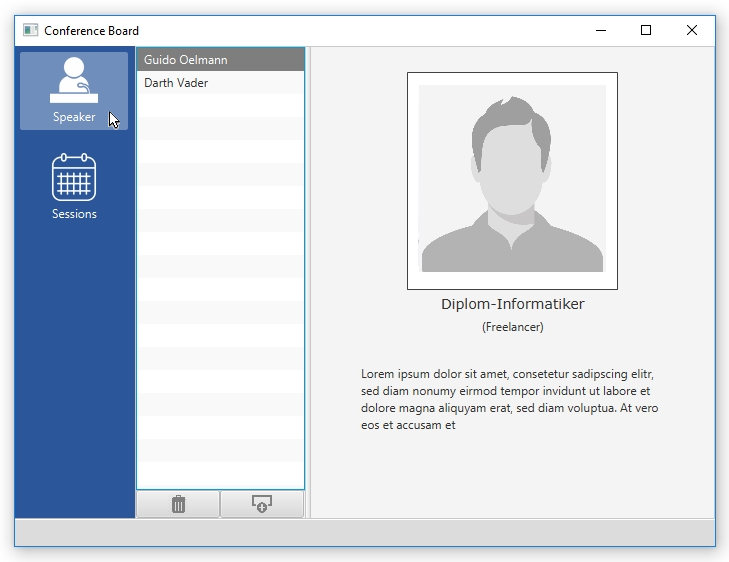 Conference Board
Speaker
Sessions
Guido Oelmann
Darth Vader
Diplom-Informatiker
(Freelancer)
Lorem ipsum dolor sit amet, consetetur sadipscing elitr,
sed diam nonumy eirmod tempor invidunt ut labore et
dolore magna aliquyam erat, sed diam voluptua. At vero
eos et accusam et